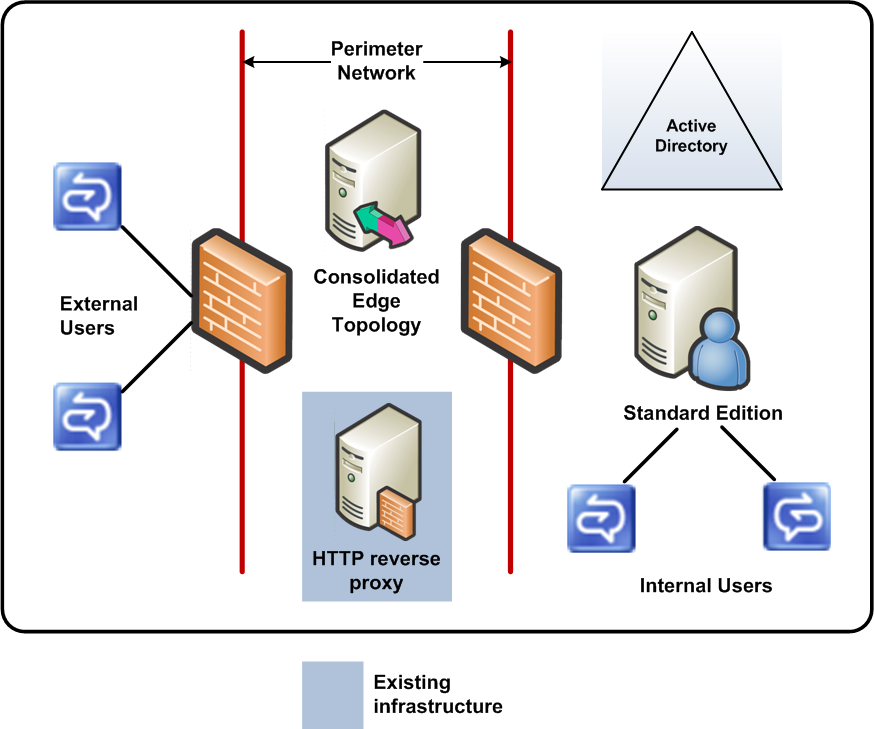 Perimeter
Network
Active
Directory
Consolidated
Edge
Topology
External
Users
Standard Edition
HTTP reverse
proxy
Internal Users
Existing
infrastructure